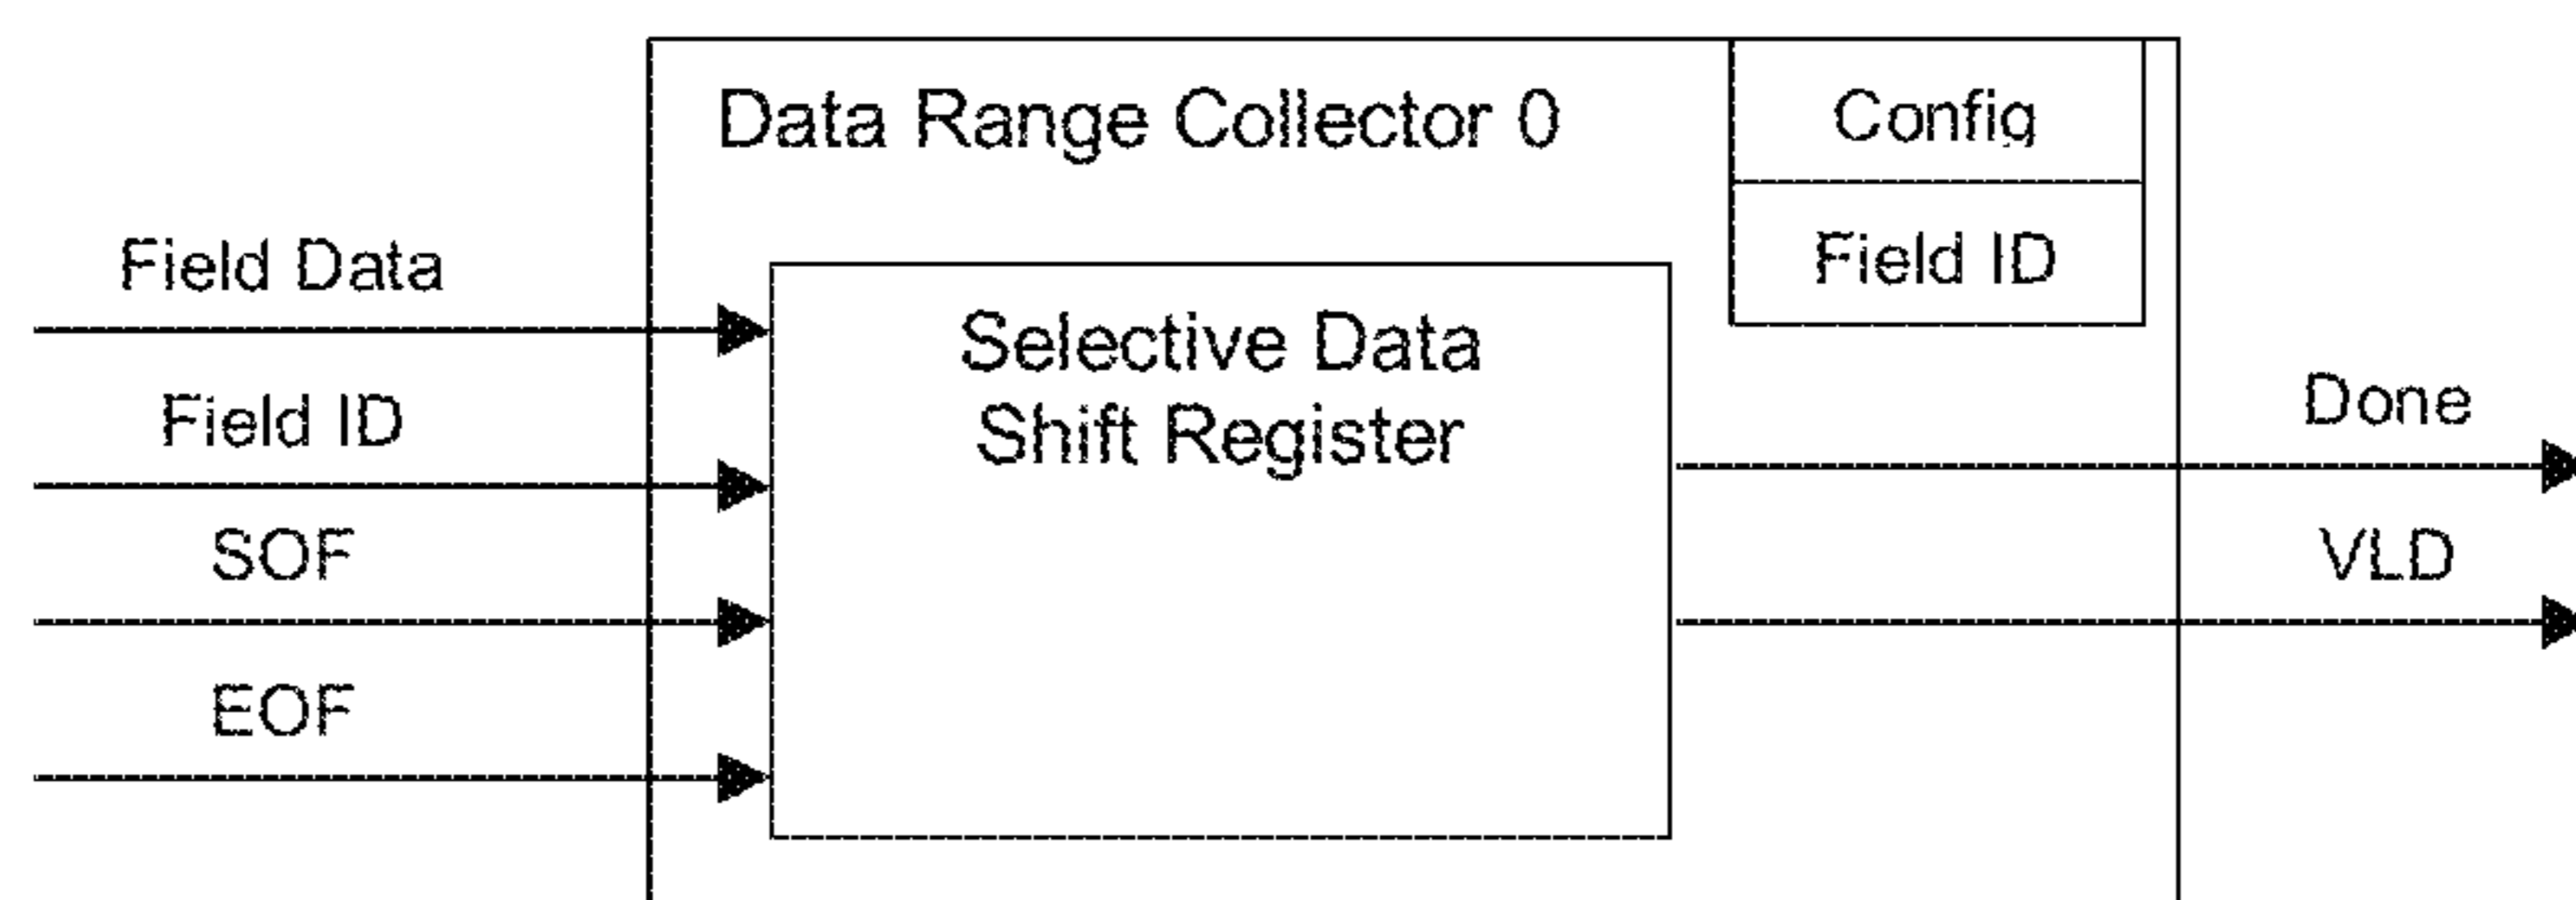 Data Range Collector 0
Config
Field ID
Field Data
Field ID
SOF
EOF
Selective Data
Shift Register
Done
VLD